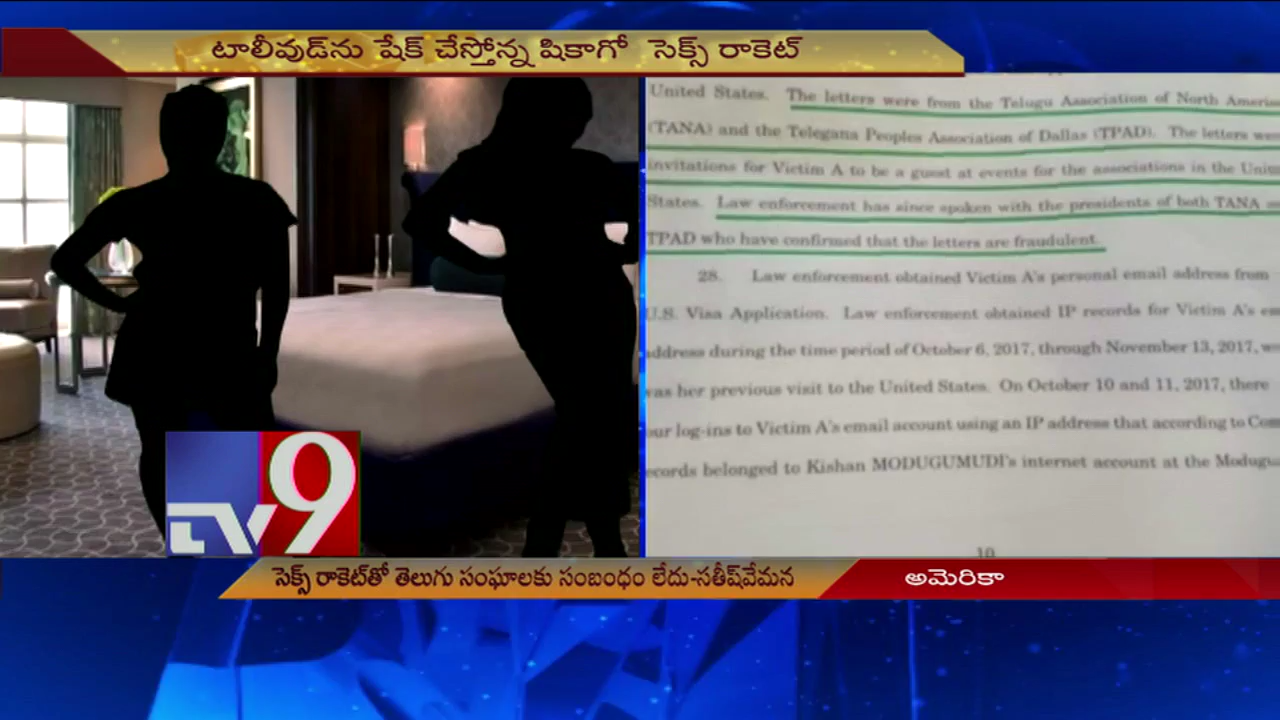 టాలీవుడ్‌ను షేక్ చేస్తోన్న షికాగో సెక్స్ రాకెట్
United States. The letters were from the Telugu Association of North
(TANA) and the Telegana Peoples Association of Dallas (TPAD). The letters
invitations for Victim A to be a guest at events for the associations in the
States. Law enforcement has since spoken with the presidents of both TANA
TPAD who have confirmed that the letters are fraudulent.
28. Law enforcement obtained Victim A's personal email address from
U.S. Visa Application. Law enforcement obtained IP records for Victim A's
address during the time period of October 6, 2017, through November 13, 2017,
was her previous visit to the United States. On October 10 and 11, 2017, there
our log-ins to Victim A's email account using an IP address that according to
ecords belonged to Kishan MODUGUMUDI's internet account at the
10
TV9
సెక్స్ రాకెట్‌తో తెలుగు సంఘాలకు సంబంధం లేదు-సతీష్‌వేమన
అమెరికా